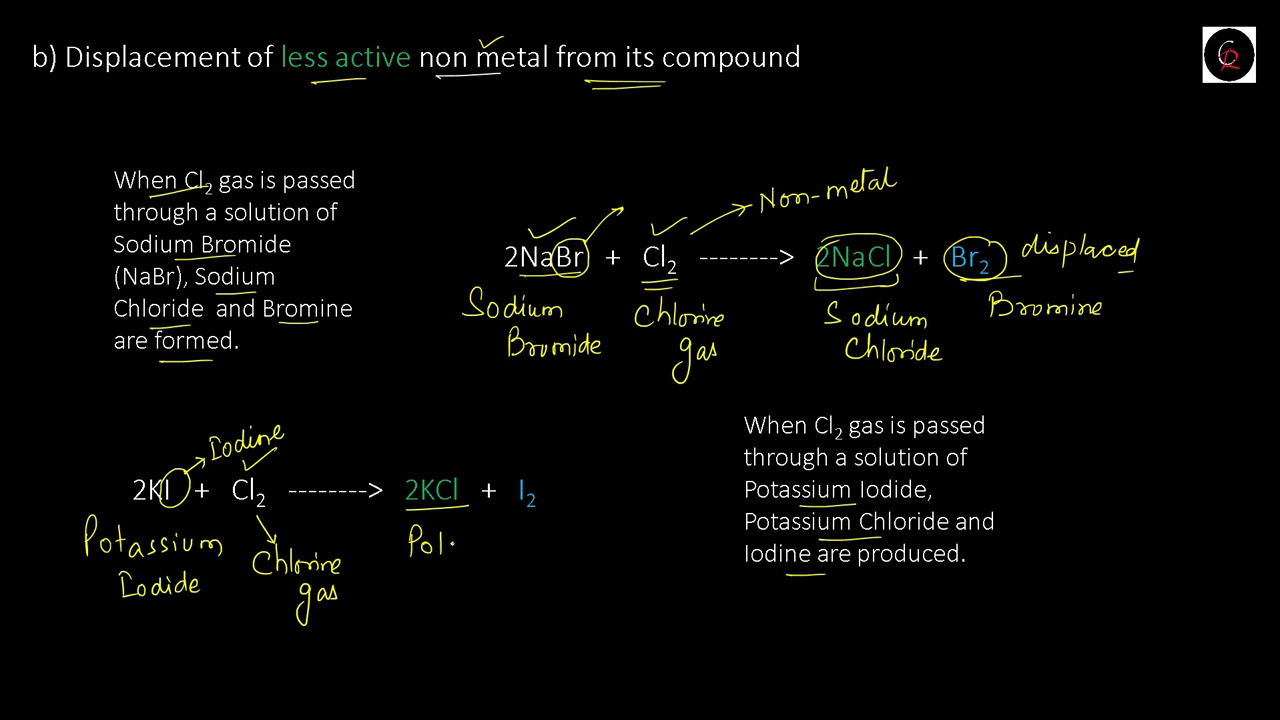 b) Displacement of less active non metal from its compound
When Cl₂ gas is passed
through a solution of
Sodium Bromide
(NaBr), Sodium
Chloride and Bromine
are formed.
Non-metal
2NaBr + Cl₂ --------> 2NaCl + Br₂ displaced
Sodium
Bromide
Chlorine
gas
Sodium
Chloride
Bromine
Iodine
2KI + Cl₂ --------> 2KCl + I₂
Potassium
Iodide
Chlorine
gas
Pot
When Cl₂ gas is passed
through a solution of
Potassium Iodide,
Potassium Chloride and
Iodine are produced.